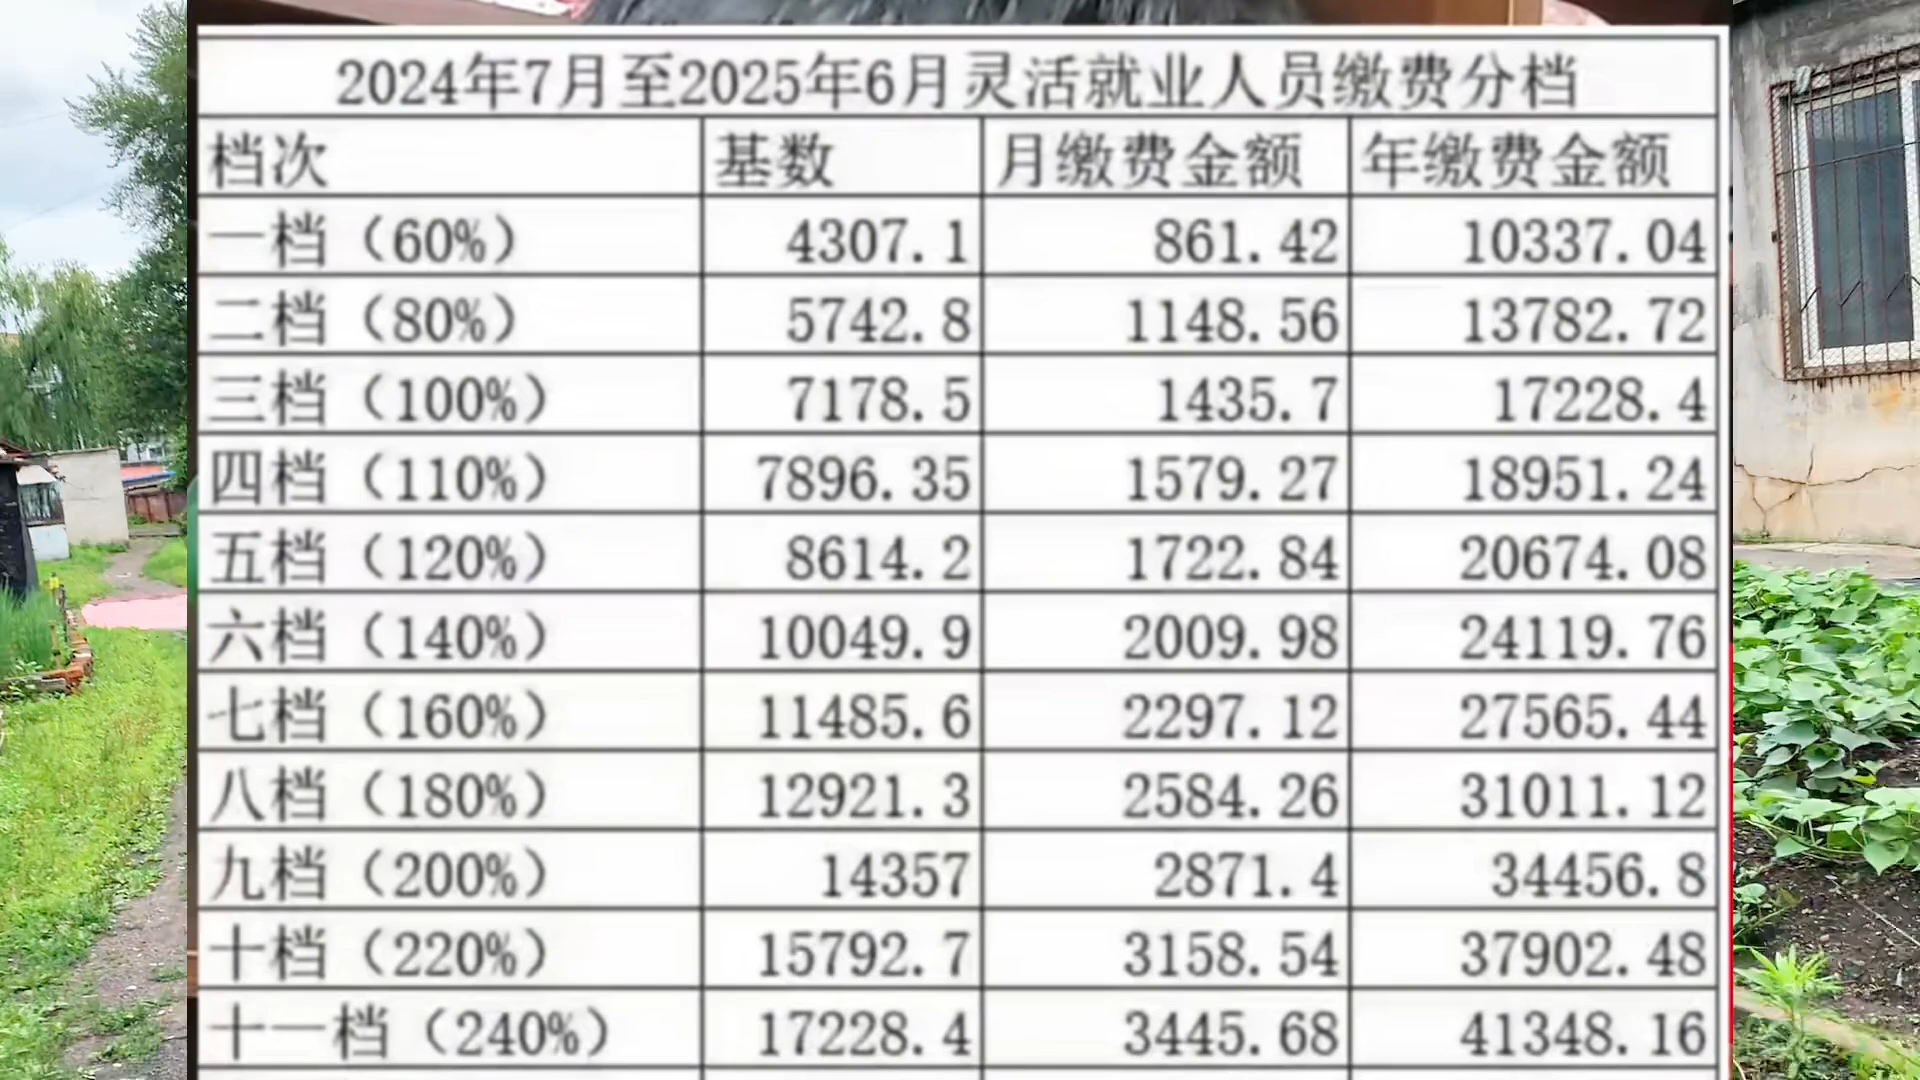 2024年7月至2025年6月灵活就业人员缴费分档
档次 基数 月缴费金额 年缴费金额
一档（60%） 4307.1 861.42 10337.04
二档（80%） 5742.8 1148.56 13782.72
三档（100%） 7178.5 1435.7 17228.4
四档（110%） 7896.35 1579.27 18951.24
五档（120%） 8614.2 1722.84 20674.08
六档（140%） 10049.9 2009.98 24119.76
七档（160%） 11485.6 2297.12 27565.44
八档（180%） 12921.3 2584.26 31011.12
九档（200%） 14357 2871.4 34456.8
十档（220%） 15792.7 3158.54 37902.48
十一档（240%） 17228.4 3445.68 41348.16